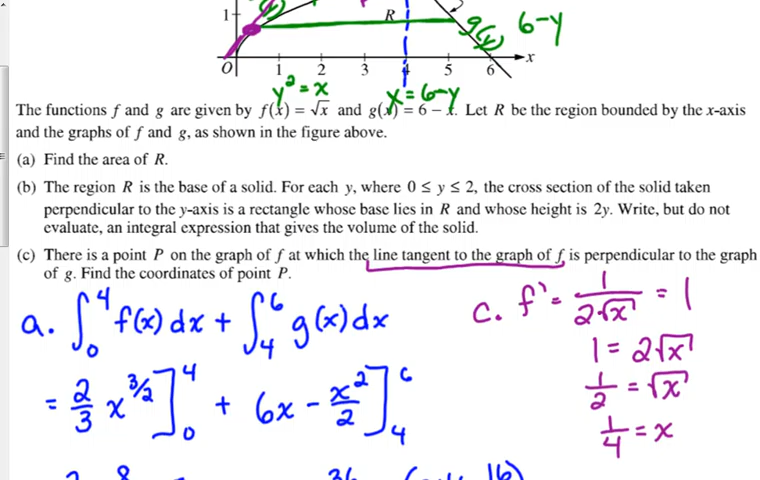 1
R
g(x) 6-y
O 1 2 3 4 5 6 x
y² = x x = 6-y
The functions f and g are given by f(x) = √x and g(x) = 6 − x. Let R be the region bounded by the x-axis
and the graphs of f and g, as shown in the figure above.
(a) Find the area of R.
(b) The region R is the base of a solid. For each y, where 0 ≤ y ≤ 2, the cross section of the solid taken
perpendicular to the y-axis is a rectangle whose base lies in R and whose height is 2y. Write, but do not
evaluate, an integral expression that gives the volume of the solid.
(c) There is a point P on the graph of f at which the line tangent to the graph of f is perpendicular to the graph
of g. Find the coordinates of point P.
a. ∫₀⁴ f(x) dx + ∫₄⁶ g(x) dx
= 2/3 x^(3/2) ]₀⁴ + 6x − x²/2 ]₄⁶
c. f' = 1/(2√x) = 1
1 = 2√x
1/2 = √x
1/4 = x